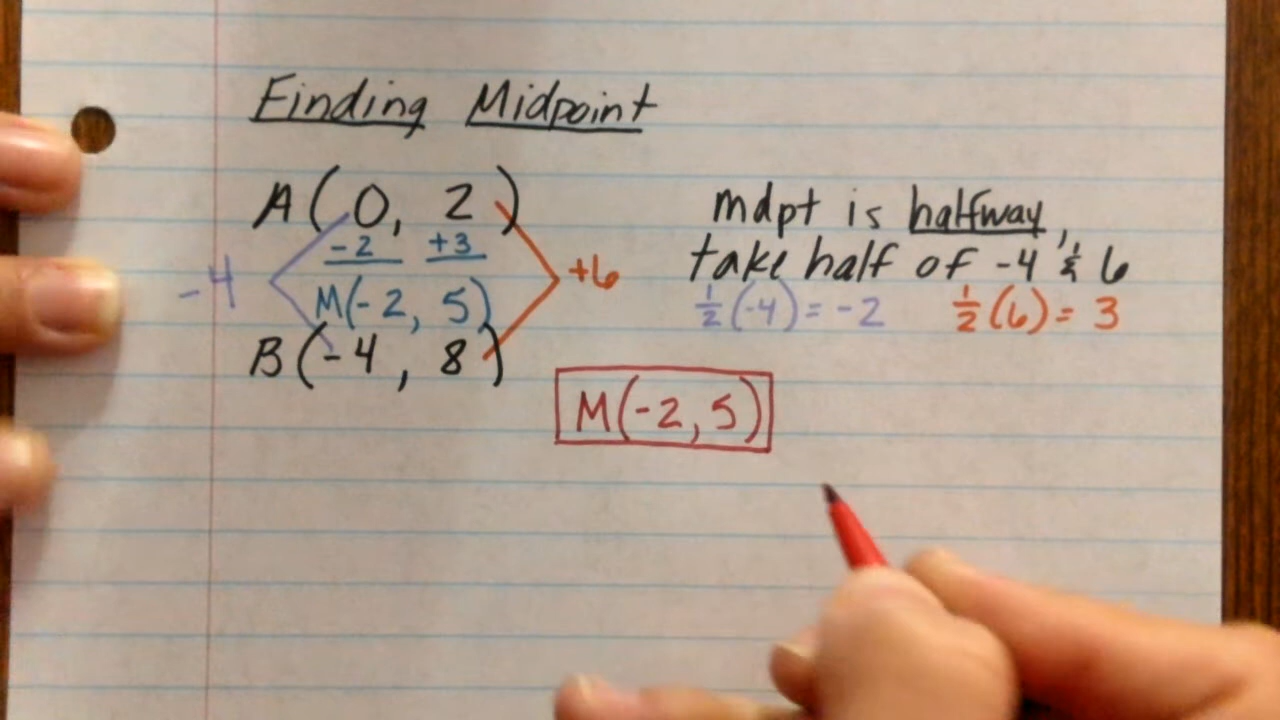 Finding Midpoint
A(0, 2)
-2 +3
-4
+6
M(-2, 5)
B(-4, 8)
mdpt is halfway,
take half of -4 & 6
½(-4) = -2 ½(6) = 3
M(-2, 5)